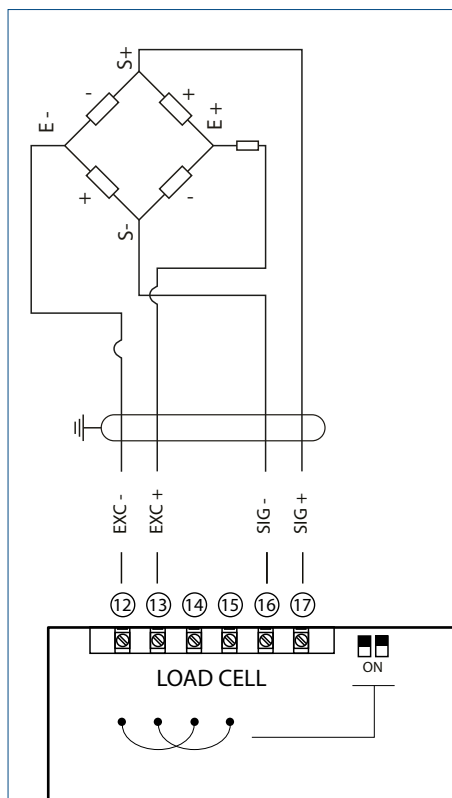 S+
E -
- + E +
+ -
S-
EXC - EXC + SIG - SIG +
12 13 14 15 16 17
LOAD CELL
ON